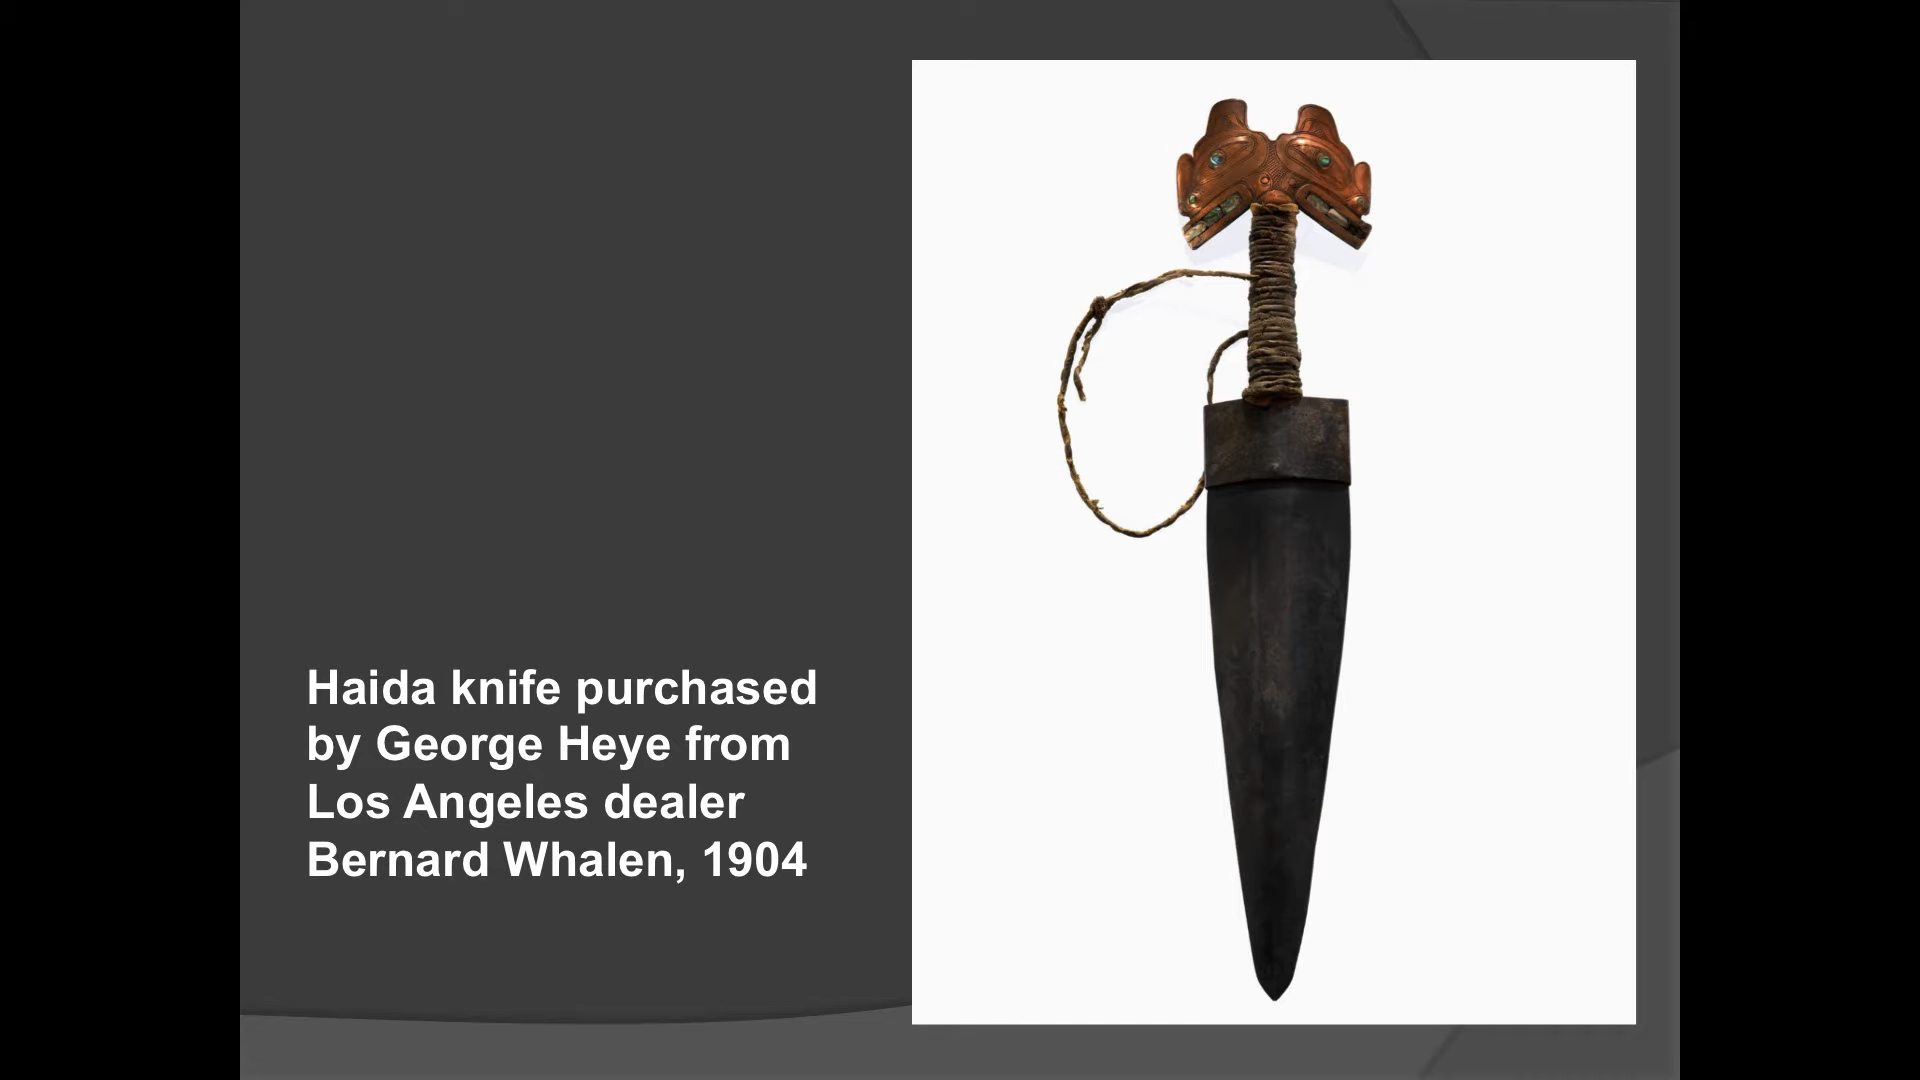 Haida knife purchased
by George Heye from
Los Angeles dealer
Bernard Whalen, 1904